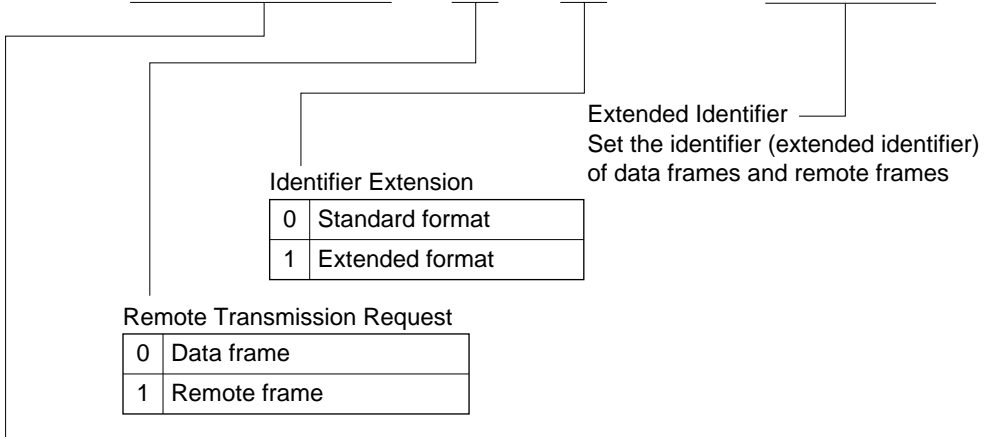 Extended Identifier
Set the identifier (extended identifier)
of data frames and remote frames
Identifier Extension
0 Standard format
1 Extended format
Remote Transmission Request
0 Data frame
1 Remote frame